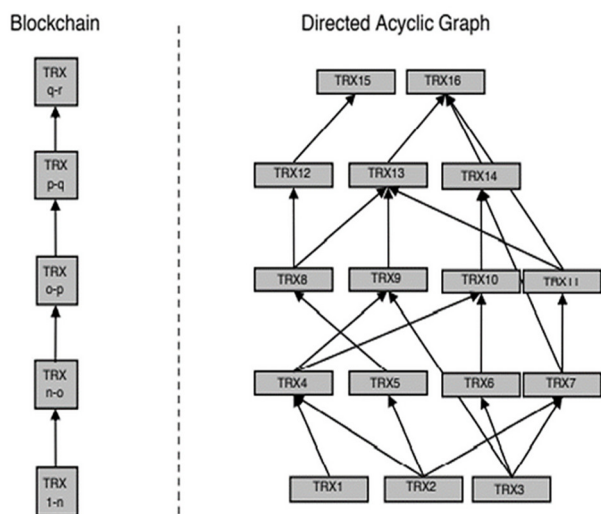 Blockchain
Directed Acyclic Graph
TRX
q-r
TRX
p-q
TRX
o-p
TRX
n-o
TRX
1-n
TRX15
TRX16
TRX12
TRX13
TRX14
TRX8
TRX9
TRX10
TRX11
TRX4
TRX5
TRX6
TRX7
TRX1
TRX2
TRX3